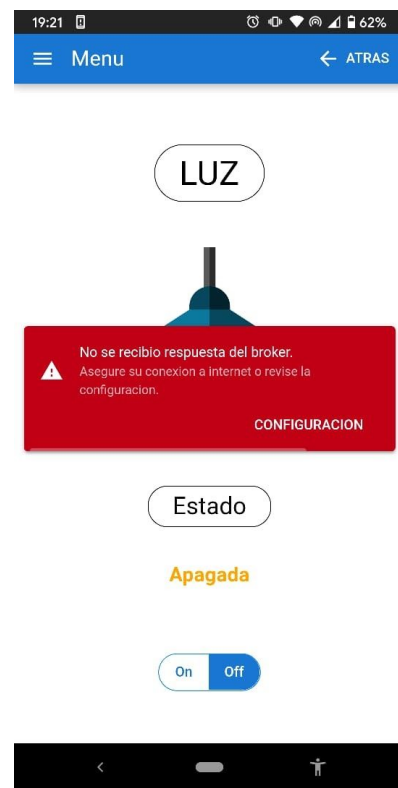 19:21 62%
Menu ATRAS
LUZ
No se recibio respuesta del broker.
Asegure su conexion a internet o revise la
configuracion.
CONFIGURACION
Estado
Apagada
On Off